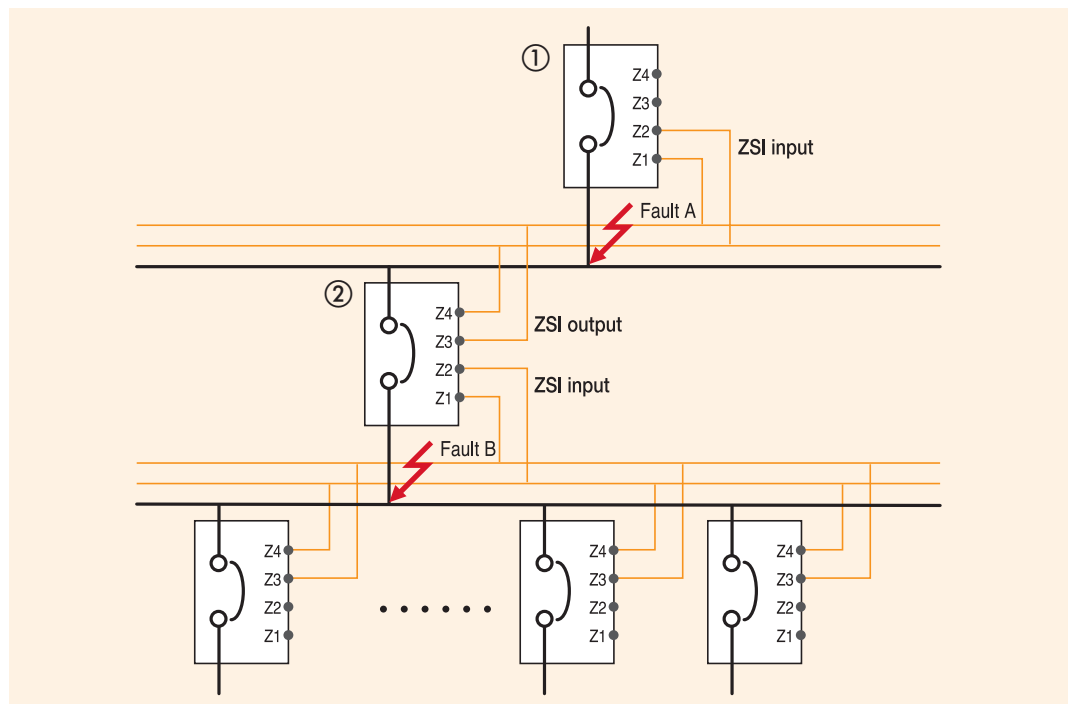 ①
Z4
Z3
Z2
Z1
ZSI input
Fault A
②
Z4
Z3
Z2
Z1
ZSI output
ZSI input
Fault B
Z4
Z3
Z2
Z1
Z4
Z3
Z2
Z1
Z4
Z3
Z2
Z1